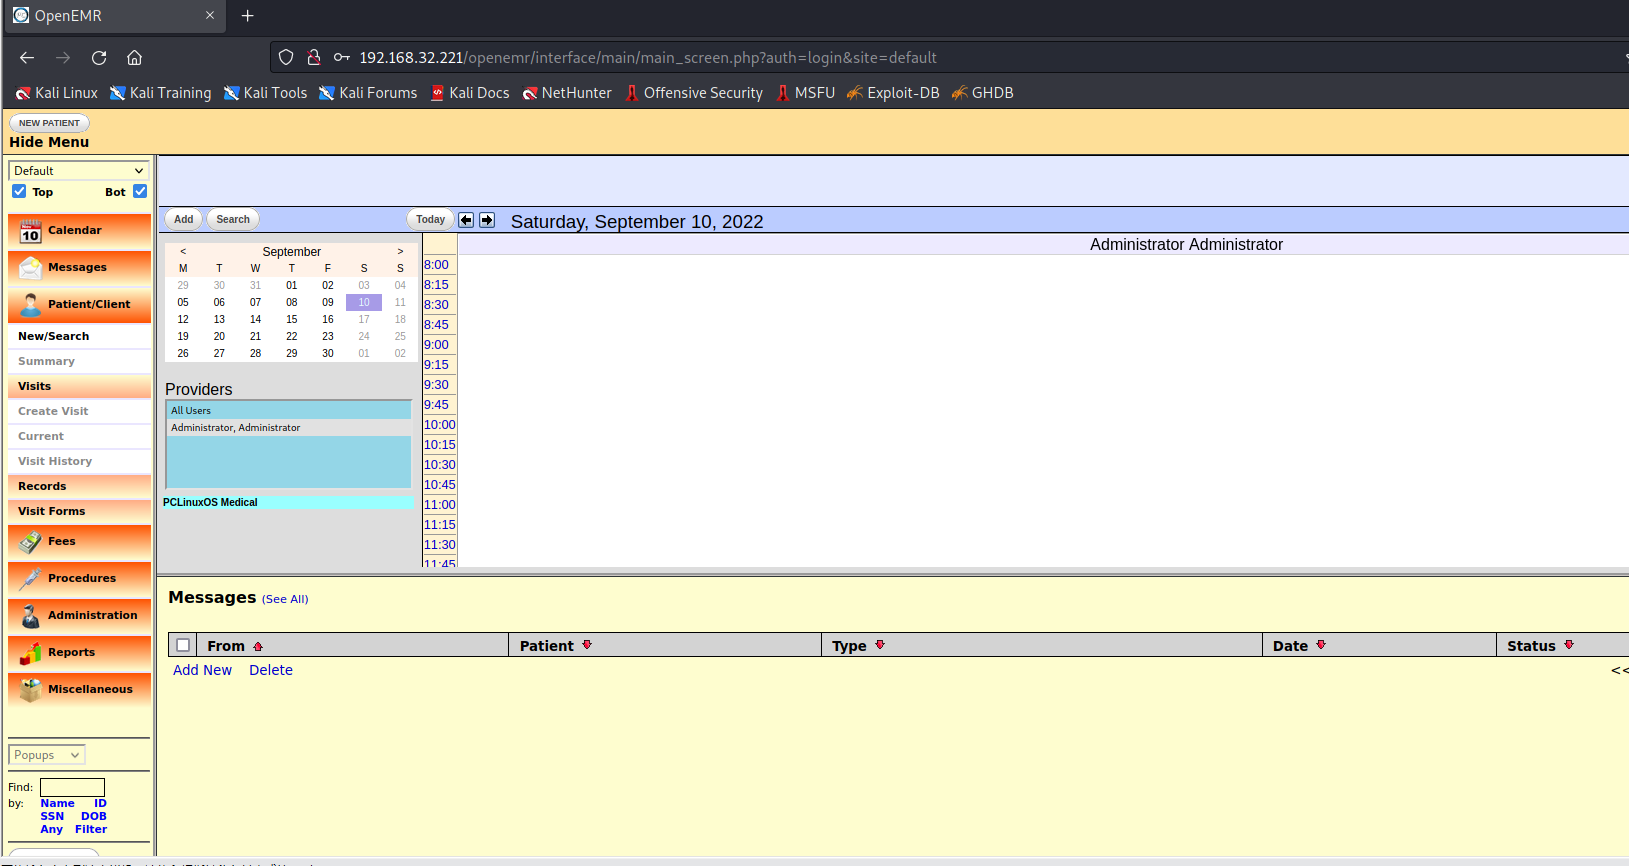 OpenEMR
192.168.32.221/openemr/interface/main/main_screen.php?auth=login&site=default
Kali Linux Kali Training Kali Tools Kali Forums Kali Docs NetHunter Offensive Security MSFU Exploit-DB GHDB
NEW PATIENT
Hide Menu
Default
Top Bot
Calendar
Messages
Patient/Client
New/Search
Summary
Visits
Create Visit
Current
Visit History
Records
Visit Forms
Fees
Procedures
Administration
Reports
Miscellaneous
Popups
Find:
by: Name ID
SSN DOB
Any Filter
Add Search Today Saturday, September 10, 2022
< September >
M T W T F S S
29 30 31 01 02 03 04
05 06 07 08 09 10 11
12 13 14 15 16 17 18
19 20 21 22 23 24 25
26 27 28 29 30 01 02
Providers
All Users
Administrator, Administrator
PCLinuxOS Medical
Administrator Administrator
8:00
8:15
8:30
8:45
9:00
9:15
9:30
9:45
10:00
10:15
10:30
10:45
11:00
11:15
11:30
11:45
Messages (See All)
From Patient Type Date Status
Add New Delete <<